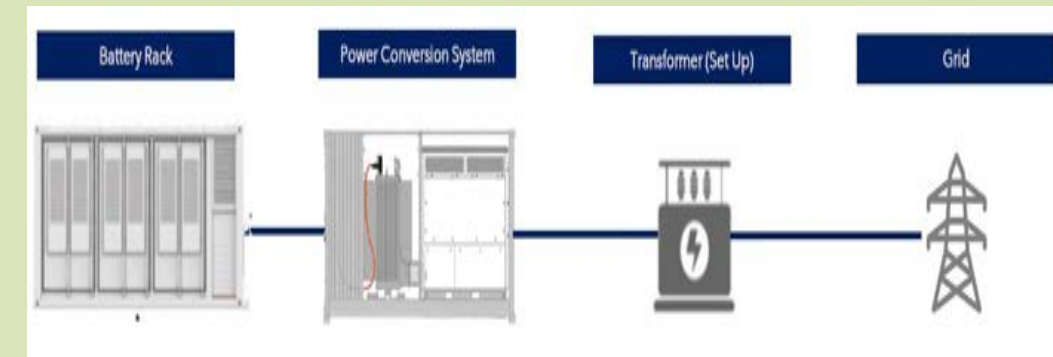 Battery Rack
Power Conversion System
Transformer (Set Up)
Grid